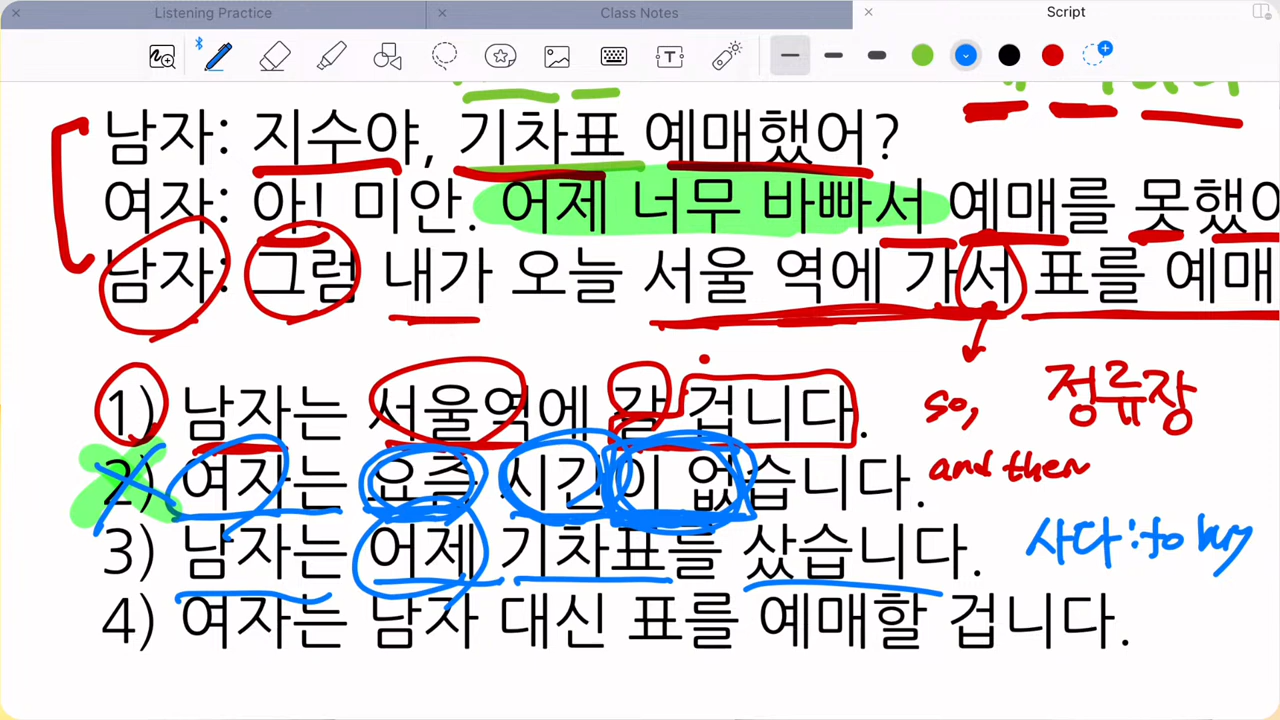 Listening Practice
Class Notes
Script
T
남자: 지수야, 기차표 예매했어?
여자: 아! 미안. 어제 너무 바빠서 예매를 못했어
남자: 그럼 내가 오늘 서울 역에 가서 표를 예매
1) 남자는 서울역에 갈 겁니다.
so,
정류장
2) 여자는 요즘 시간이 없습니다.
and then
3) 남자는 어제 기차표를 샀습니다.
사다: to buy
4) 여자는 남자 대신 표를 예매할 겁니다.